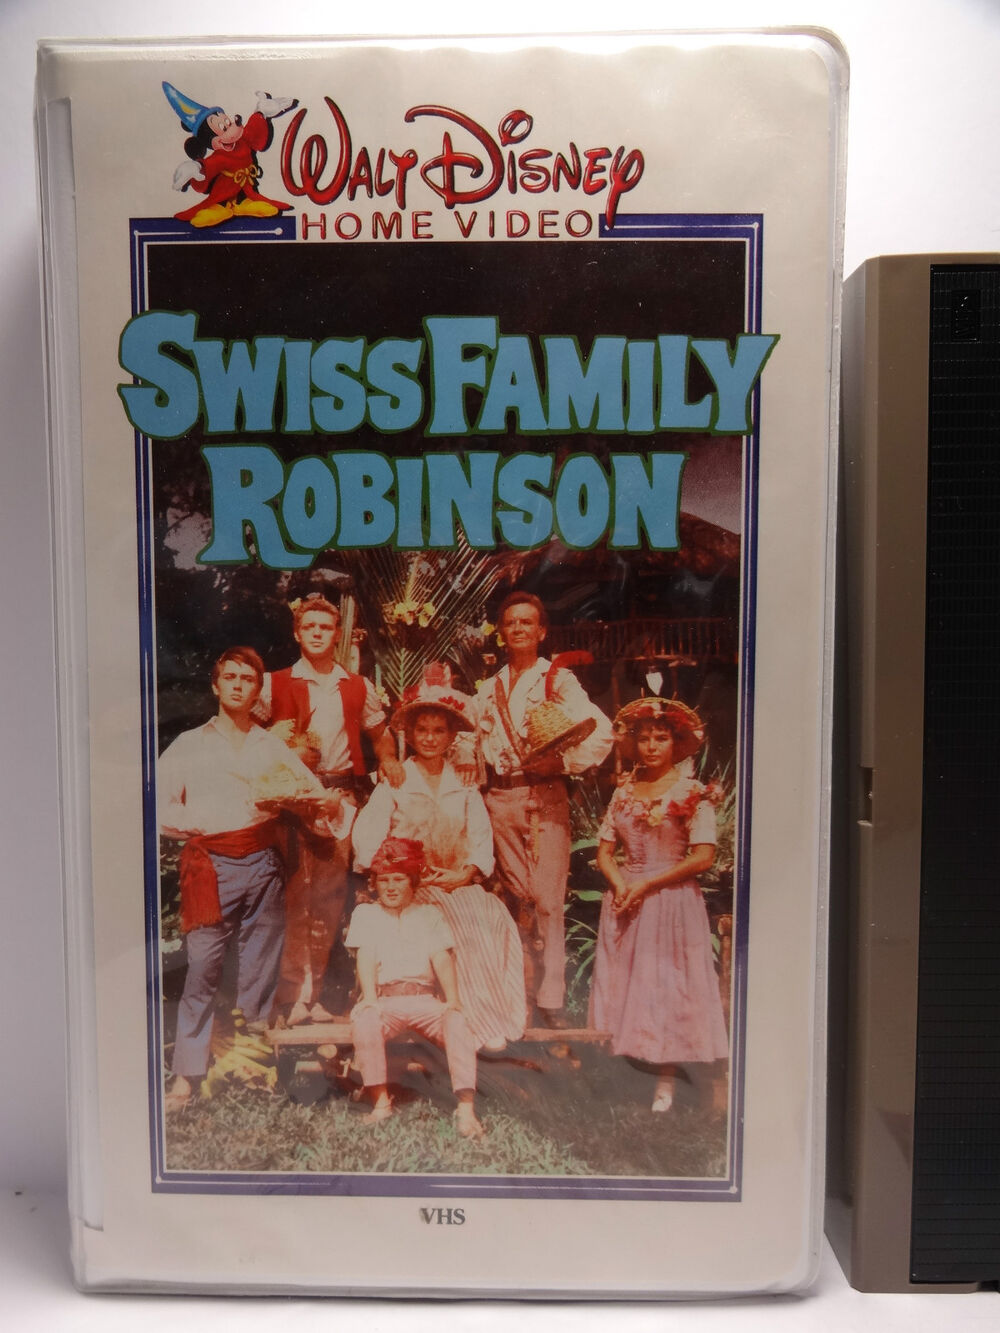 WALT DISNEY
HOME VIDEO
SWISS FAMILY
ROBINSON
VHS